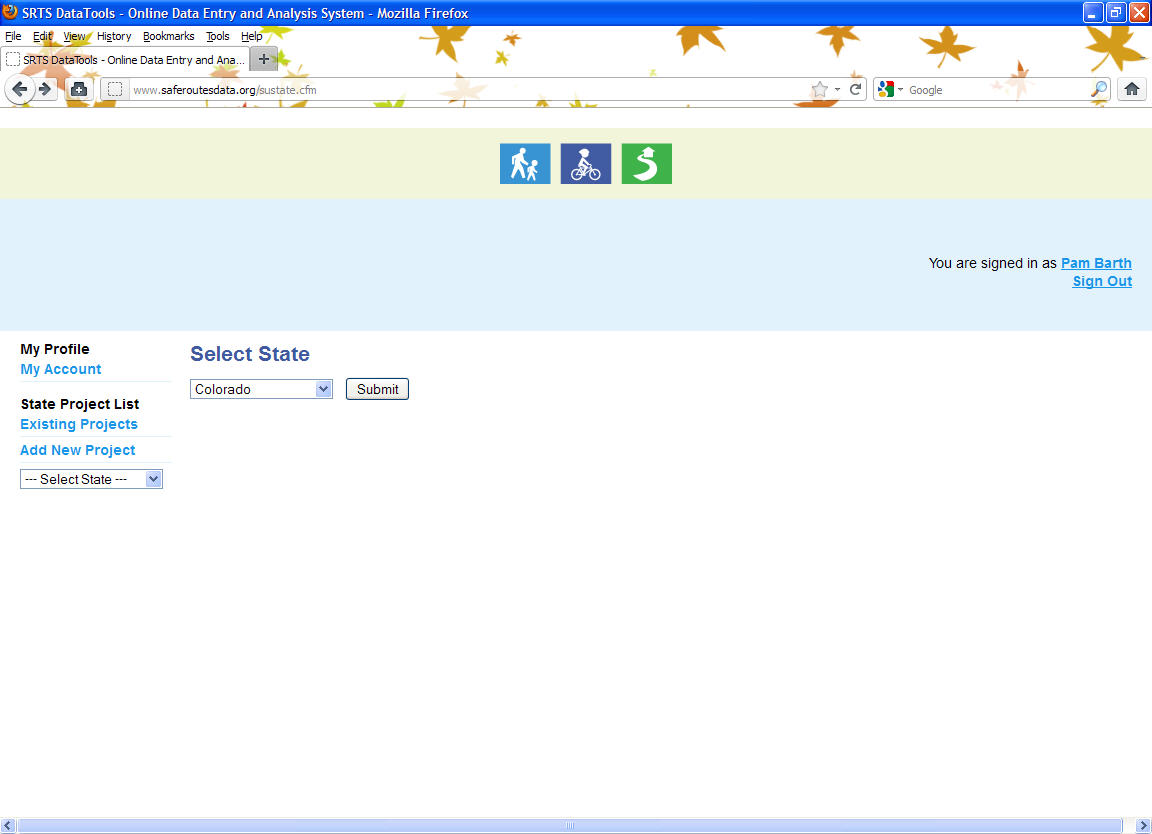 SRTS DataTools - Online Data Entry and Analysis System - Mozilla Firefox
File Edit View History Bookmarks Tools Help
SRTS DataTools - Online Data Entry and Ana...
www.saferoutesdata.org/sustate.cfm
Google
You are signed in as Pam Barth
Sign Out
My Profile
My Account
State Project List
Existing Projects
Add New Project
--- Select State ---
Select State
Colorado
Submit